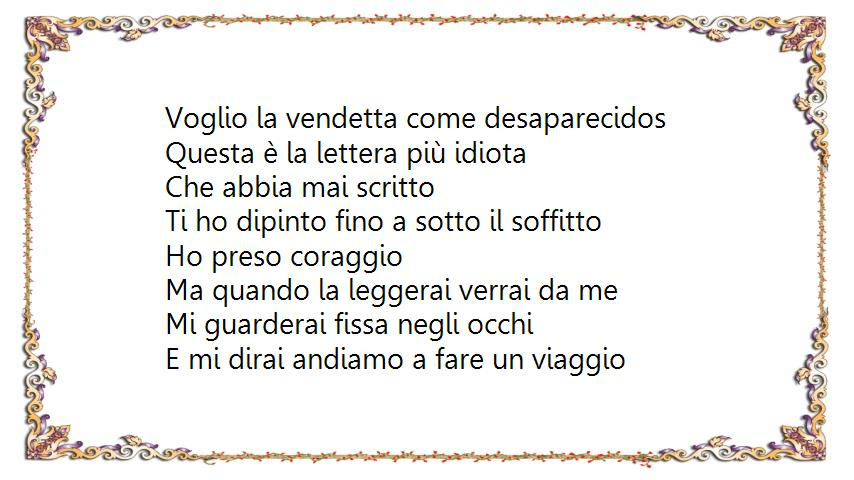 Voglio la vendetta come desaparecidos
Questa è la lettera più idiota
Che abbia mai scritto
Ti ho dipinto fino a sotto il soffitto
Ho preso coraggio
Ma quando la leggerai verrai da me
Mi guarderai fissa negli occhi
E mi dirai andiamo a fare un viaggio